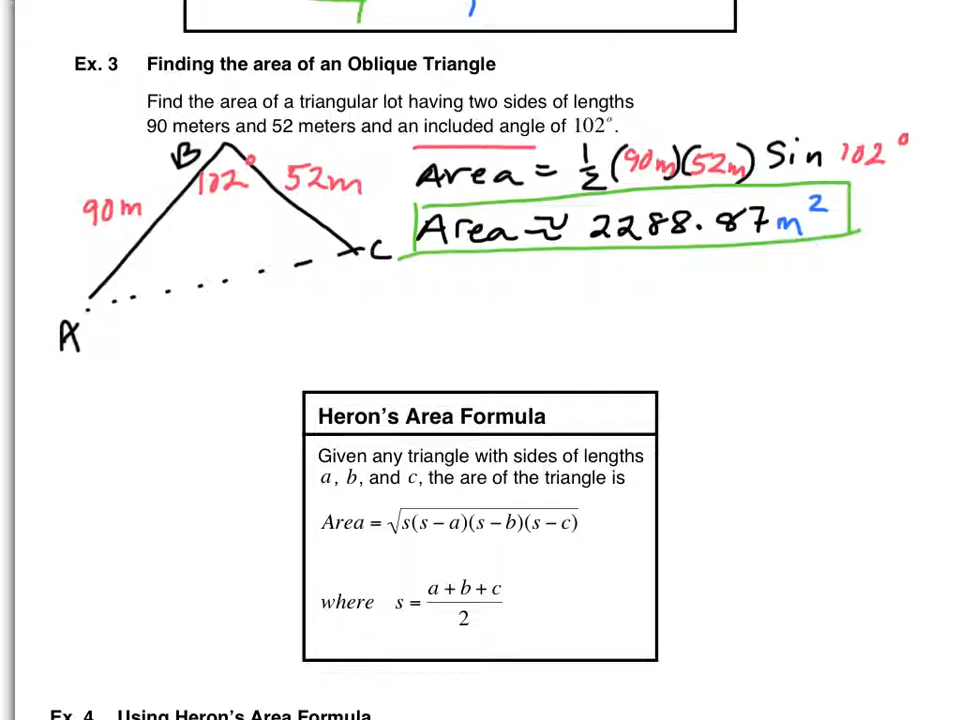 Ex. 3 Finding the area of an Oblique Triangle
Find the area of a triangular lot having two sides of lengths
90 meters and 52 meters and an included angle of 102°.
B
102°
90m
52m
C
A
Area = 1/2 (90m)(52m) Sin 102°
Area ≈ 2288.87 m²
Heron's Area Formula
Given any triangle with sides of lengths
a, b, and c, the are of the triangle is
Area = √s(s − a)(s − b)(s − c)
where s = (a + b + c)/2
Ex. 4 Using Heron's Area Formula